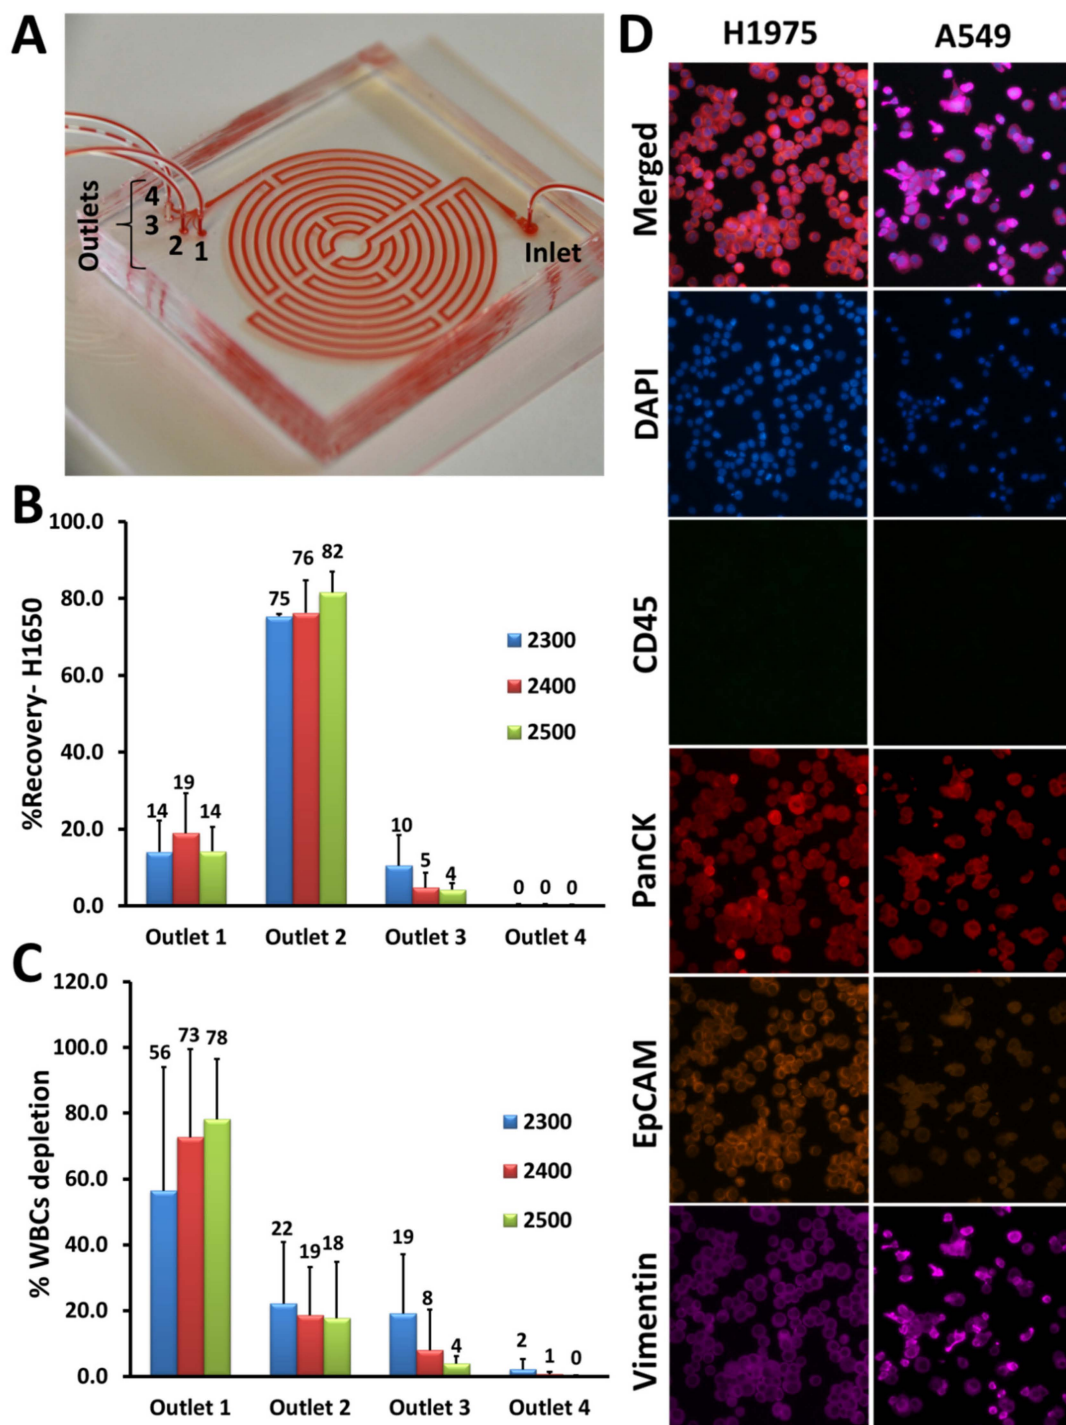 A
Outlets
4
3
2
1
Inlet
B
%Recovery- H1650
100.0
80.0
60.0
40.0
20.0
0.0
14
19
14
75
76
82
10
5
4
0
0
0
2300
2400
2500
Outlet 1
Outlet 2
Outlet 3
Outlet 4
C
% WBCs depletion
120.0
100.0
80.0
60.0
40.0
20.0
0.0
56
73
78
22
19
18
19
8
4
2
1
0
2300
2400
2500
Outlet 1
Outlet 2
Outlet 3
Outlet 4
D
H1975
A549
Merged
DAPI
CD45
PanCK
EpCAM
Vimentin